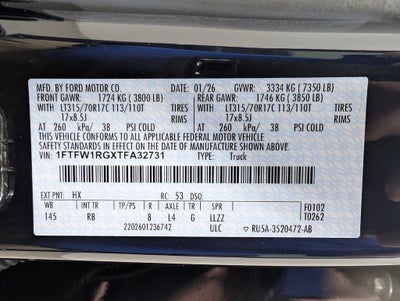 BY FORD MOTOR CO. DATE: 01/26 GVWR: 3334 KG ( 7350 LB)
FRONT GAWR: 1724 KG ( 3800 LB) REAR GAWR: 1746 KG ( 3850 LB)
WITH LT315/70R17C 113/110T TIRES WITH LT315/70R17C 113/110T TIRES
17x8.5J RIMS 17x8.5J RIMS
AT 260 kPa/ 38 PSI COLD AT 260 kPa/ 38 PSI COLD
THIS VEHICLE CONFORMS TO ALL APPLICABLE FEDERAL MOTOR VEHICLE
SAFETY STANDARDS IN EFFECT ON THE DATE OF MANUFACTURE SHOWN ABOVE.
VIN: 1FTFW1RGXTFA32731 TYPE: Truck
EXT PNT: HX RC: 53 DSO:
WB INT TR TP/PS R AXLE TR SPR F0102
145 RB 8 L4 G LLZZ T0262
2202601236742 ULC RU5A-3520472-AB